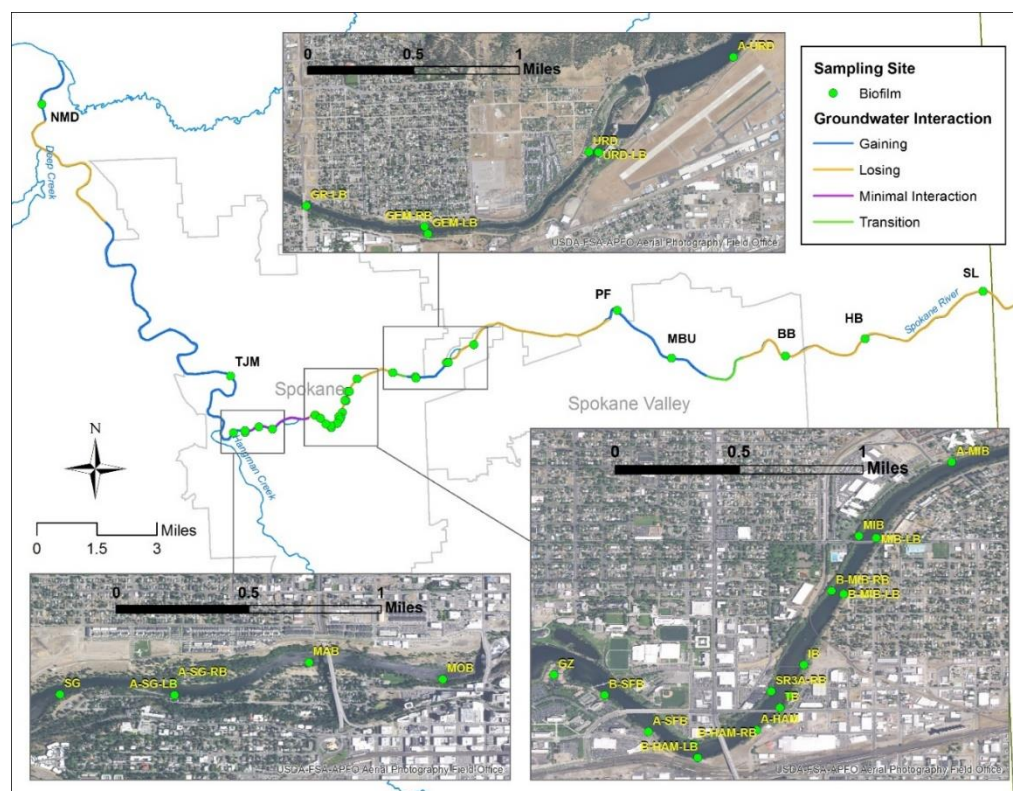 0 0.5 1
Miles
A-URD
URD
URD-LB
GR-LB
GEM-RB
GEM-LB
USDA-FSA-APFO Aerial Photography Field Office
Sampling Site
Biofilm
Groundwater Interaction
Gaining
Losing
Minimal Interaction
Transition
NMD
Deep Creek
SL
PF
HB
Spokane River
BB
MBU
TJM
Spokane
Spokane Valley
Hangman Creek
N
Miles
0 1.5 3
0 0.5 1
Miles
MAB
A-SG-RB
A-SG-LB
SG
MOB
USDA-FSA-APFO Aerial Photography Field Office
0 0.5 1
Miles
A-MIB
MIB
MIB-LB
B-MIB-RB
B-MIB-LB
IB
GZ
SR3A-RB
B-SFB
TB
A-HAM
A-SFB
B-HAM-RB
B-HAM-LB
USDA-FSA-APFO Aerial Photography Field Office